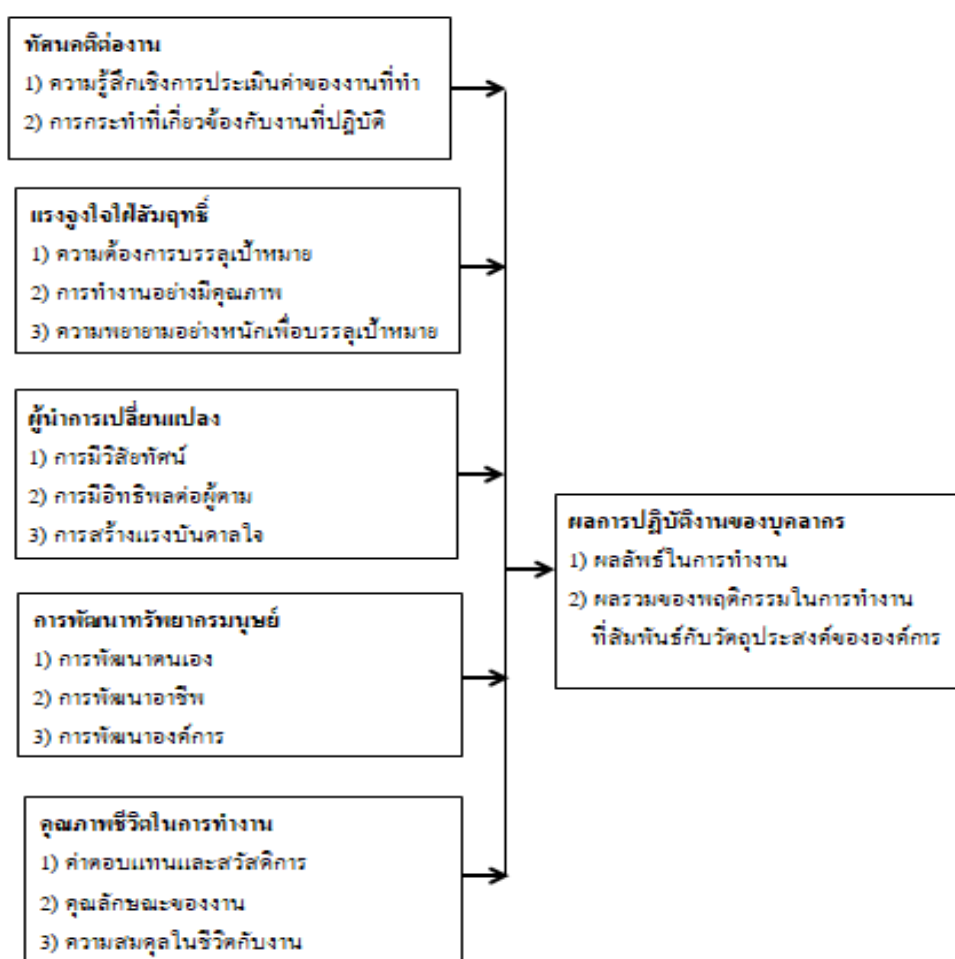 ทัศนคติต่องาน
1) ความรู้สึกเชิงการประเมินค่าของงานที่ทำ
2) การกระทำที่เกี่ยวข้องกับงานที่ปฏิบัติ
แรงจูงใจใฝ่สัมฤทธิ์
1) ความต้องการบรรลุเป้าหมาย
2) การทำงานอย่างมีคุณภาพ
3) ความพยายามอย่างหนักเพื่อบรรลุเป้าหมาย
ผู้นำการเปลี่ยนแปลง
1) การมีวิสัยทัศน์
2) การมีอิทธิพลต่อผู้ตาม
3) การสร้างแรงบันดาลใจ
การพัฒนาทรัพยากรมนุษย์
1) การพัฒนาตนเอง
2) การพัฒนาอาชีพ
3) การพัฒนาองค์การ
คุณภาพชีวิตในการทำงาน
1) ค่าตอบแทนและสวัสดิการ
2) คุณลักษณะของงาน
3) ความสมดุลในชีวิตกับงาน
ผลการปฏิบัติงานของบุคลากร
1) ผลลัพธ์ในการทำงาน
2) ผลรวมของพฤติกรรมในการทำงาน
ที่สัมพันธ์กับวัตถุประสงค์ขององค์การ